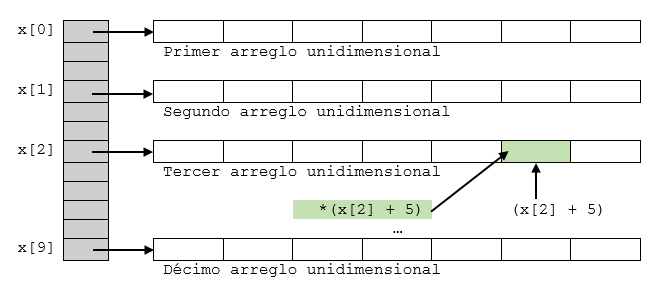 x[0]
Primer arreglo unidimensional
x[1]
Segundo arreglo unidimensional
x[2]
Tercer arreglo unidimensional
*(x[2] + 5)
(x[2] + 5)
…
x[9]
Décimo arreglo unidimensional